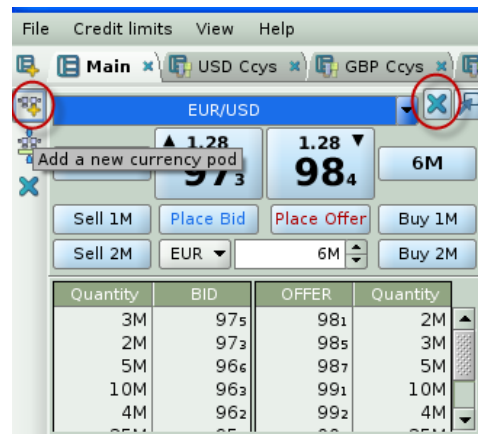 File Credit limits View Help
Main USD Ccys GBP Ccys
EUR/USD
Add a new currency pod
1.28 1.28
973 984 6M
Sell 1M Place Bid Place Offer Buy 1M
Sell 2M EUR 6M Buy 2M
Quantity BID OFFER Quantity
3M 975 981 2M
2M 973 985 3M
5M 966 987 5M
10M 963 991 10M
4M 962 992 4M